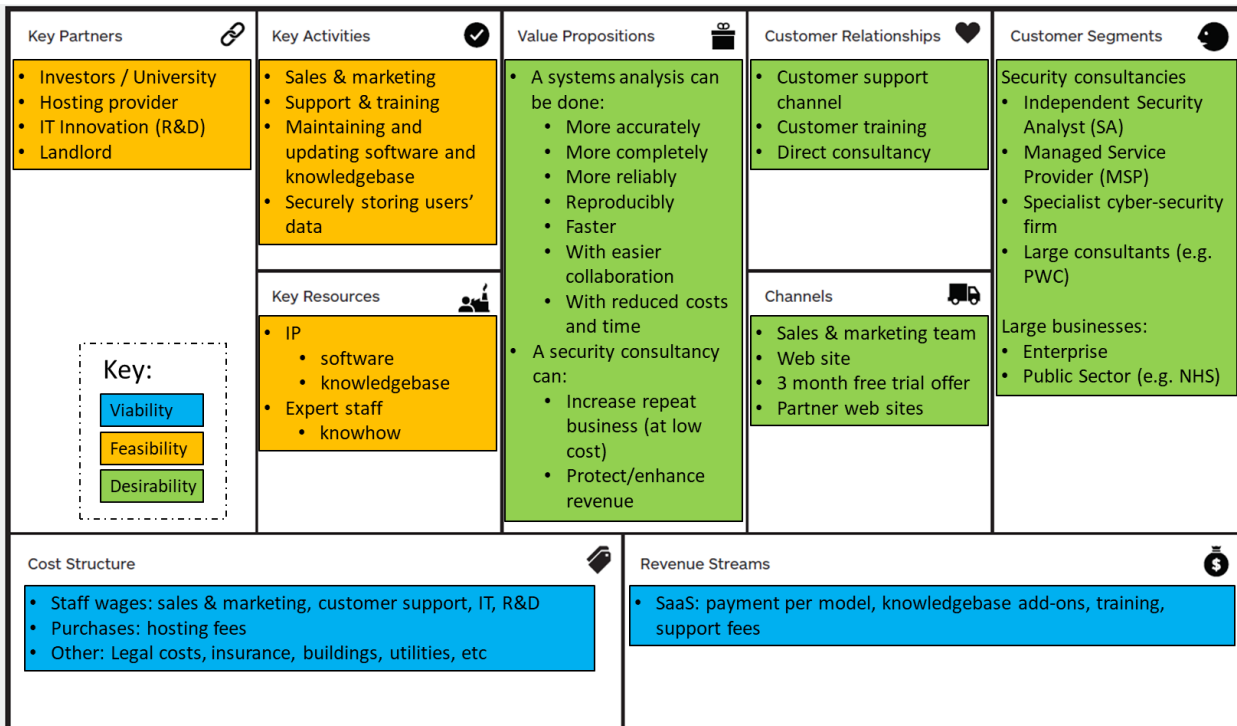 Key Partners
• Investors / University
• Hosting provider
• IT Innovation (R&D)
• Landlord
Key:
Viability
Feasibility
Desirability
Key Activities
• Sales & marketing
• Support & training
• Maintaining and
updating software and
knowledgebase
• Securely storing users’
data
Key Resources
• IP
• software
• knowledgebase
• Expert staff
• knowhow
Value Propositions
• A systems analysis can
be done:
• More accurately
• More completely
• More reliably
• Reproducibly
• Faster
• With easier
collaboration
• With reduced costs
and time
• A security consultancy
can:
• Increase repeat
business (at low
cost)
• Protect/enhance
revenue
Customer Relationships
• Customer support
channel
• Customer training
• Direct consultancy
Channels
• Sales & marketing team
• Web site
• 3 month free trial offer
• Partner web sites
Customer Segments
Security consultancies
• Independent Security
Analyst (SA)
• Managed Service
Provider (MSP)
• Specialist cyber-security
firm
• Large consultants (e.g.
PWC)
Large businesses:
• Enterprise
• Public Sector (e.g. NHS)
Cost Structure
• Staff wages: sales & marketing, customer support, IT, R&D
• Purchases: hosting fees
• Other: Legal costs, insurance, buildings, utilities, etc
Revenue Streams
$
• SaaS: payment per model, knowledgebase add-ons, training,
support fees